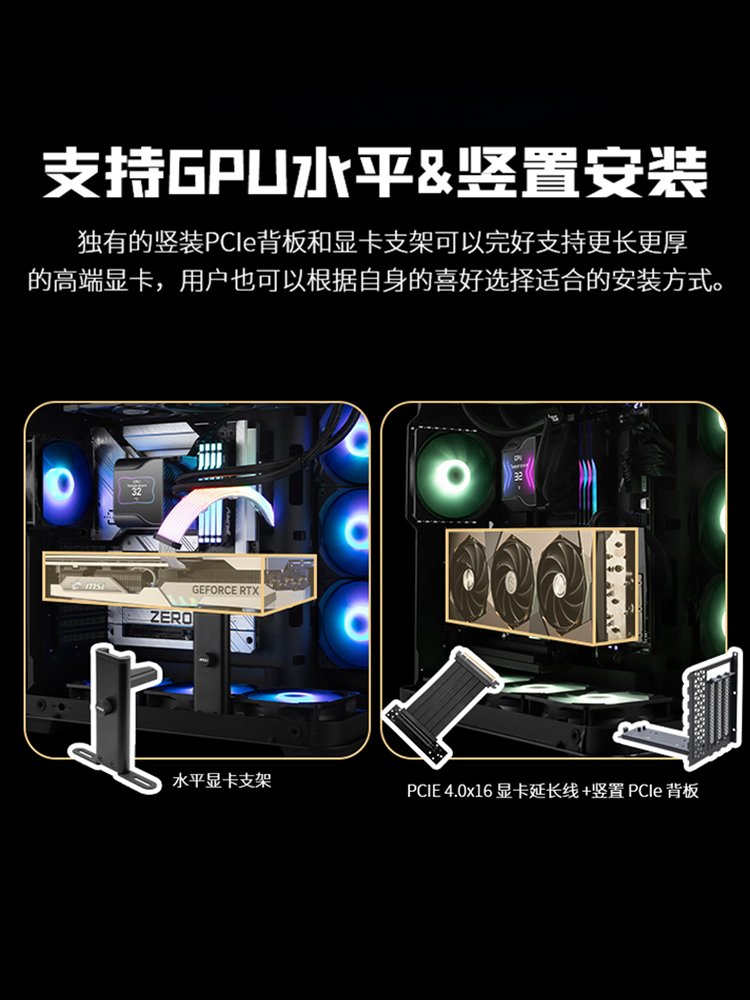 支持GPU水平&竖置安装
独有的竖装PCIe背板和显卡支架可以完好支持更长更厚
的高端显卡，用户也可以根据自身的喜好选择适合的安装方式。
CPU
32
msi
GEFORCE RTX
ZERO
CPU
32
水平显卡支架
PCIE 4.0x16 显卡延长线 +竖置 PCIe 背板